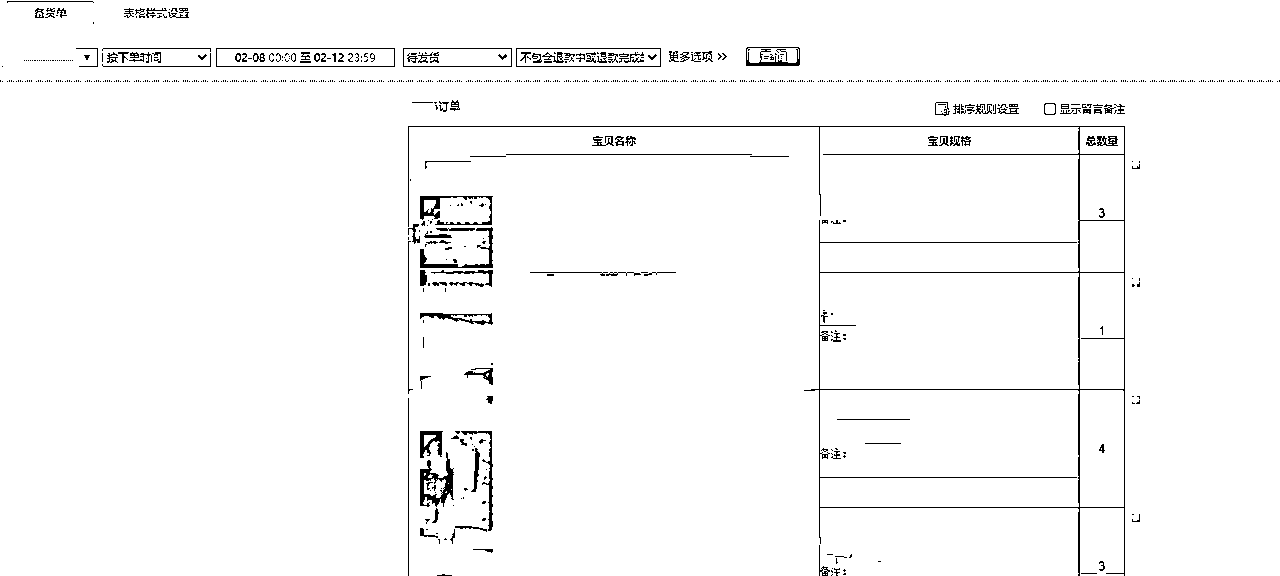 备货单 表格样式设置
按下单时间 02-08 00:00 至 02-12 23:59 待发货 不包含退款中或退款完成 更多选项 >> 查询
订单 排序规则设置 显示留言备注
宝贝名称 宝贝规格 总数量
3
备注：
1
备注：
4
备注：
3
备注：